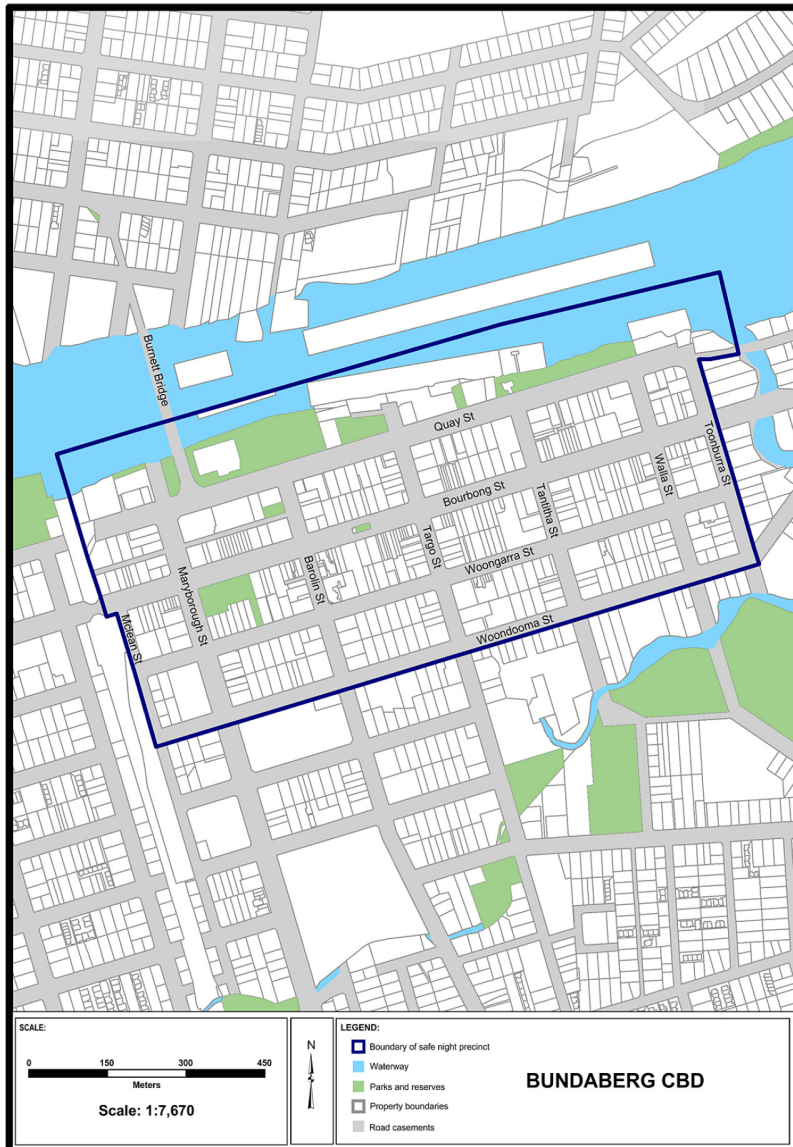 Burnett Bridge
Quay St
Bourbong St
Toonburra St
Walla St
Tantitha St
Targo St
Woongarra St
Barolin St
Maryborough St
Woondooma St
Mclean St
SCALE:
0 150 300 450
Meters
Scale: 1:7,670
N
LEGEND:
Boundary of safe night precinct
Waterway
Parks and reserves
Property boundaries
Road casements
BUNDABERG CBD